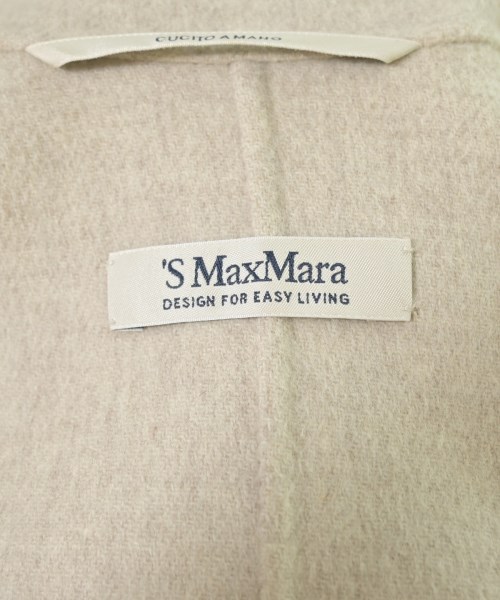 CUCITO A MANO
'S MaxMara
DESIGN FOR EASY LIVING